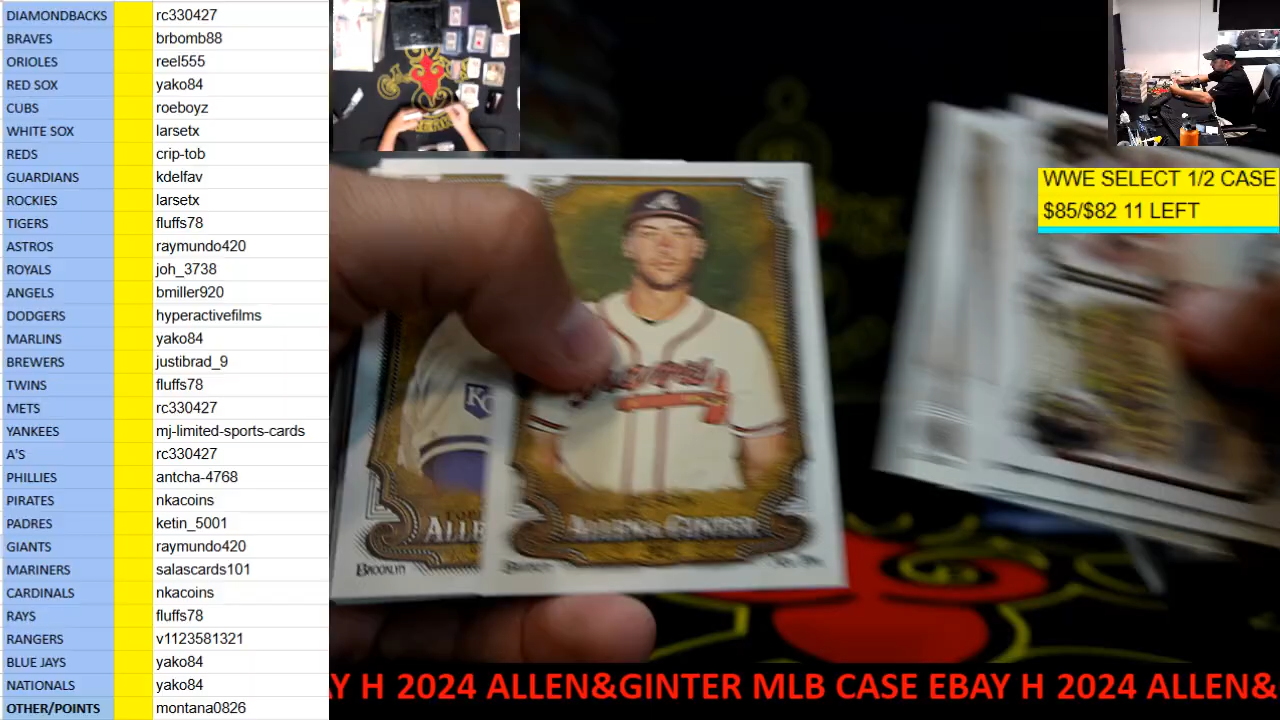 DIAMONDBACKS rc330427
BRAVES brbomb88
ORIOLES reel555
RED SOX yako84
CUBS roeboyz
WHITE SOX larsetx
REDS crip-tob
GUARDIANS kdelfav
ROCKIES larsetx
TIGERS fluffs78
ASTROS raymundo420
ROYALS joh_3738
ANGELS bmiller920
DODGERS hyperactivefilms
MARLINS yako84
BREWERS justibrad_9
TWINS fluffs78
METS rc330427
YANKEES mj-limited-sports-cards
A'S rc330427
PHILLIES antcha-4768
PIRATES nkacoins
PADRES ketin_5001
GIANTS raymundo420
MARINERS salascards101
CARDINALS nkacoins
RAYS fluffs78
RANGERS v1123581321
BLUE JAYS yako84
NATIONALS yako84
OTHER/POINTS montana0826
WWE SELECT 1/2 CASE
$85/$82 11 LEFT
A
KC
ALLE
BROOKLYN
ALLEN & GINTER
AY H 2024 ALLEN&GINTER MLB CASE EBAY H 2024 ALLEN&